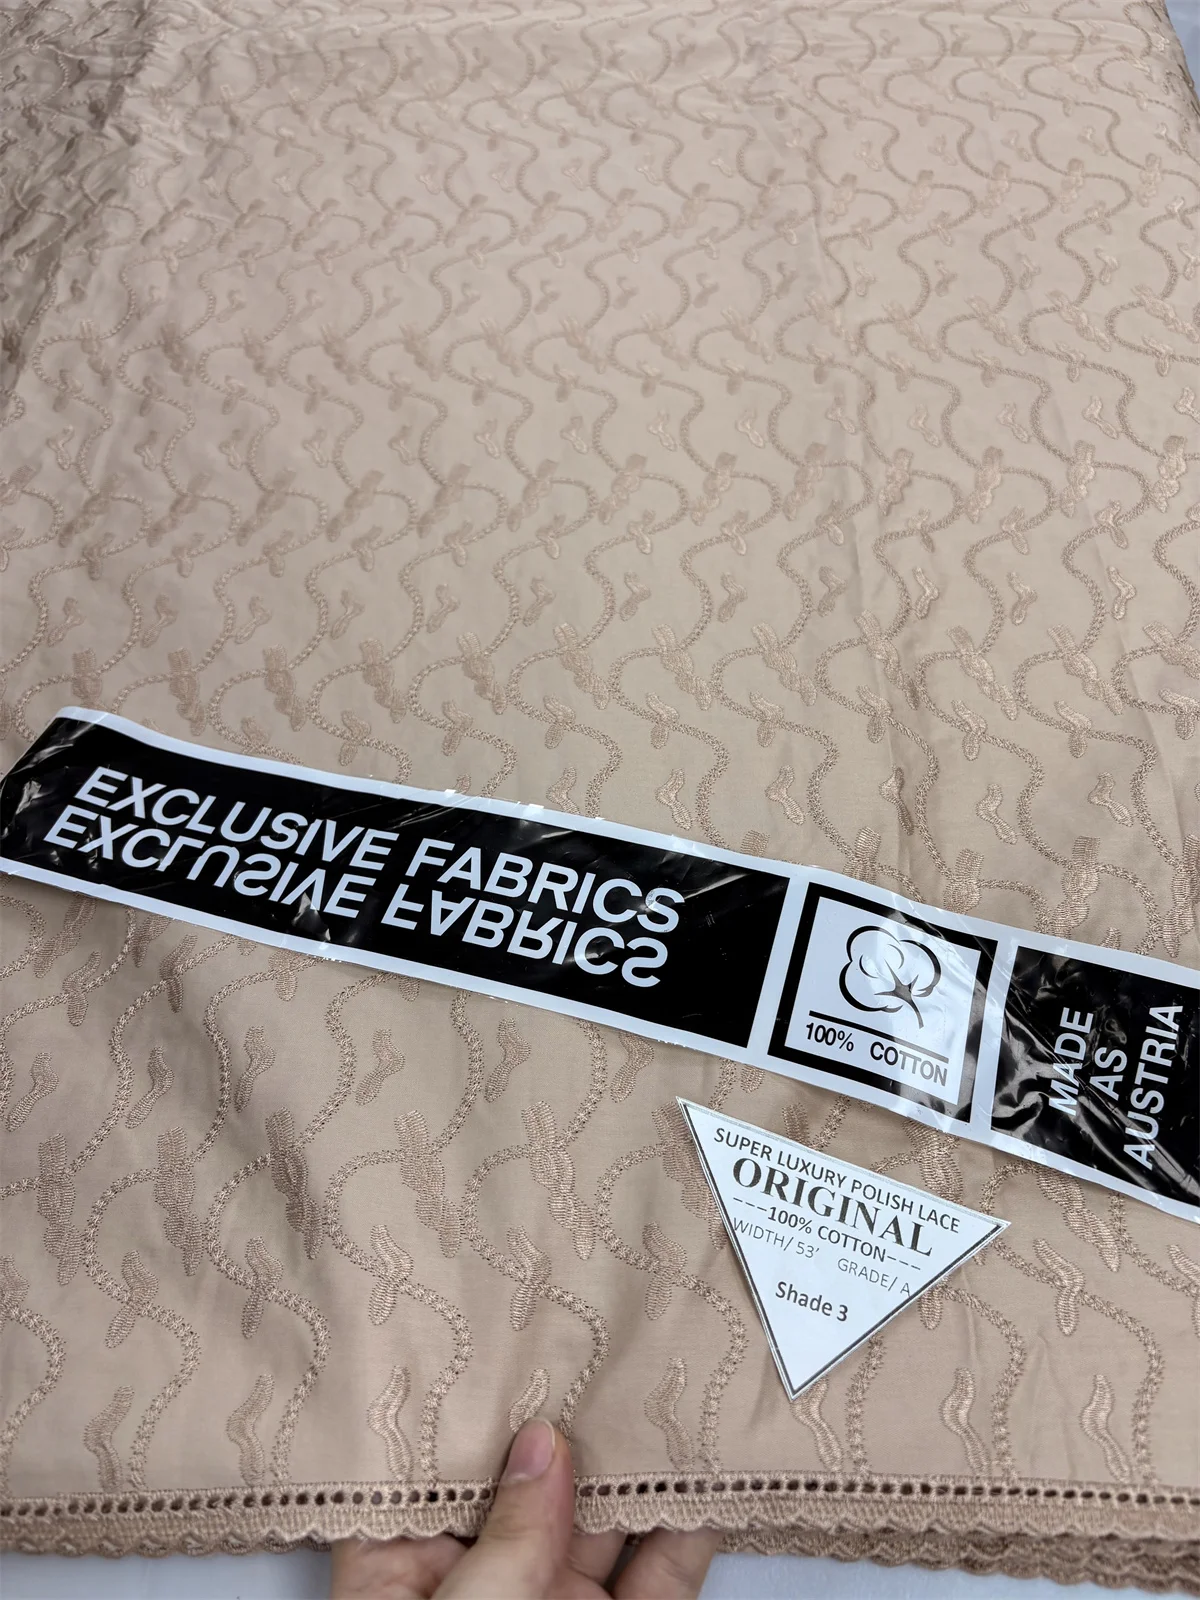 EXCLUSIVE FABRICS
EXCLUSIVE FABRICS
100% COTTON
MADE
AS
AUSTRIA
SUPER LUXURY POLISH LACE
ORIGINAL
---100% COTTON---
WIDTH/ 53' GRADE/ A
Shade 3